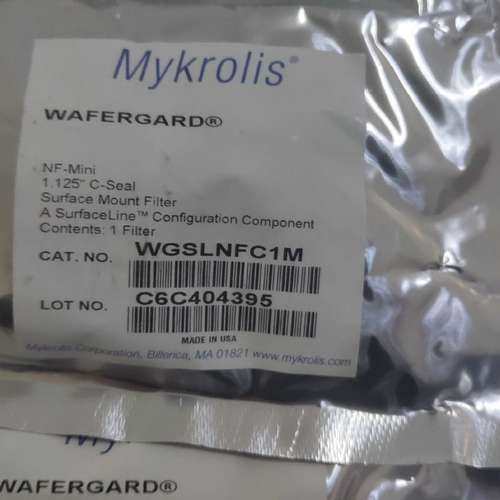 Mykrolis®
WAFERGARD®
NF-Mini
1.125" C-Seal
Surface Mount Filter
A SurfaceLine™ Configuration Component
Contents: 1 Filter
CAT. NO. WGSLNFC1M
LOT NO. C6C404395
MADE IN USA
Mykrolis Corporation, Billerica, MA 01821 www.mykrolis.com
WAFERGARD®